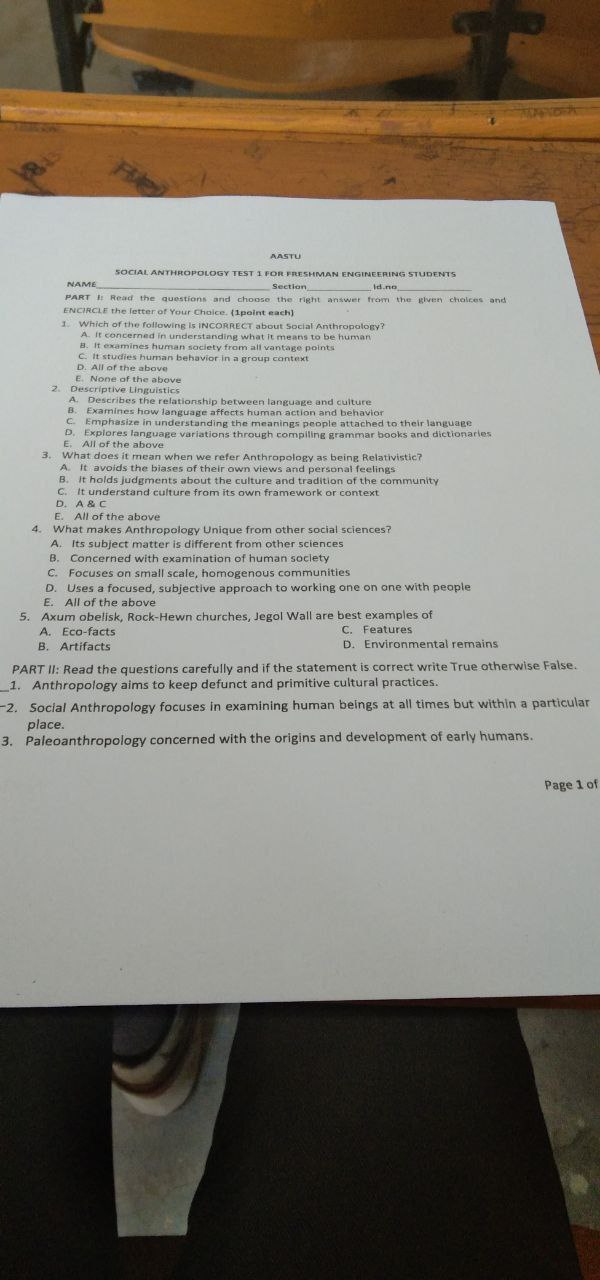 AASTU
SOCIAL ANTHROPOLOGY TEST 1 FOR FRESHMAN ENGINEERING STUDENTS
NAME____________________ Section____________ Id.no____________
PART I: Read the questions and choose the right answer from the given choices and
ENCIRCLE the letter of Your Choice. (1point each)
1. Which of the following is INCORRECT about Social Anthropology?
A. It concerned in understanding what it means to be human
B. It examines human society from all vantage points
C. It studies human behavior in a group context
D. All of the above
E. None of the above
2. Descriptive Linguistics
A. Describes the relationship between language and culture
B. Examines how language affects human action and behavior
C. Emphasize in understanding the meanings people attached to their language
D. Explores language variations through compiling grammar books and dictionaries
E. All of the above
3. What does it mean when we refer Anthropology as being Relativistic?
A. It avoids the biases of their own views and personal feelings
B. It holds judgments about the culture and tradition of the community
C. It understand culture from its own framework or context
D. A & C
E. All of the above
4. What makes Anthropology Unique from other social sciences?
A. Its subject matter is different from other sciences
B. Concerned with examination of human society
C. Focuses on small scale, homogenous communities
D. Uses a focused, subjective approach to working one on one with people
E. All of the above
5. Axum obelisk, Rock-Hewn churches, Jegol Wall are best examples of
A. Eco-facts C. Features
B. Artifacts D. Environmental remains
PART II: Read the questions carefully and if the statement is correct write True otherwise False.
_1. Anthropology aims to keep defunct and primitive cultural practices.
2. Social Anthropology focuses in examining human beings at all times but within a particular
place.
3. Paleoanthropology concerned with the origins and development of early humans.
Page 1 of